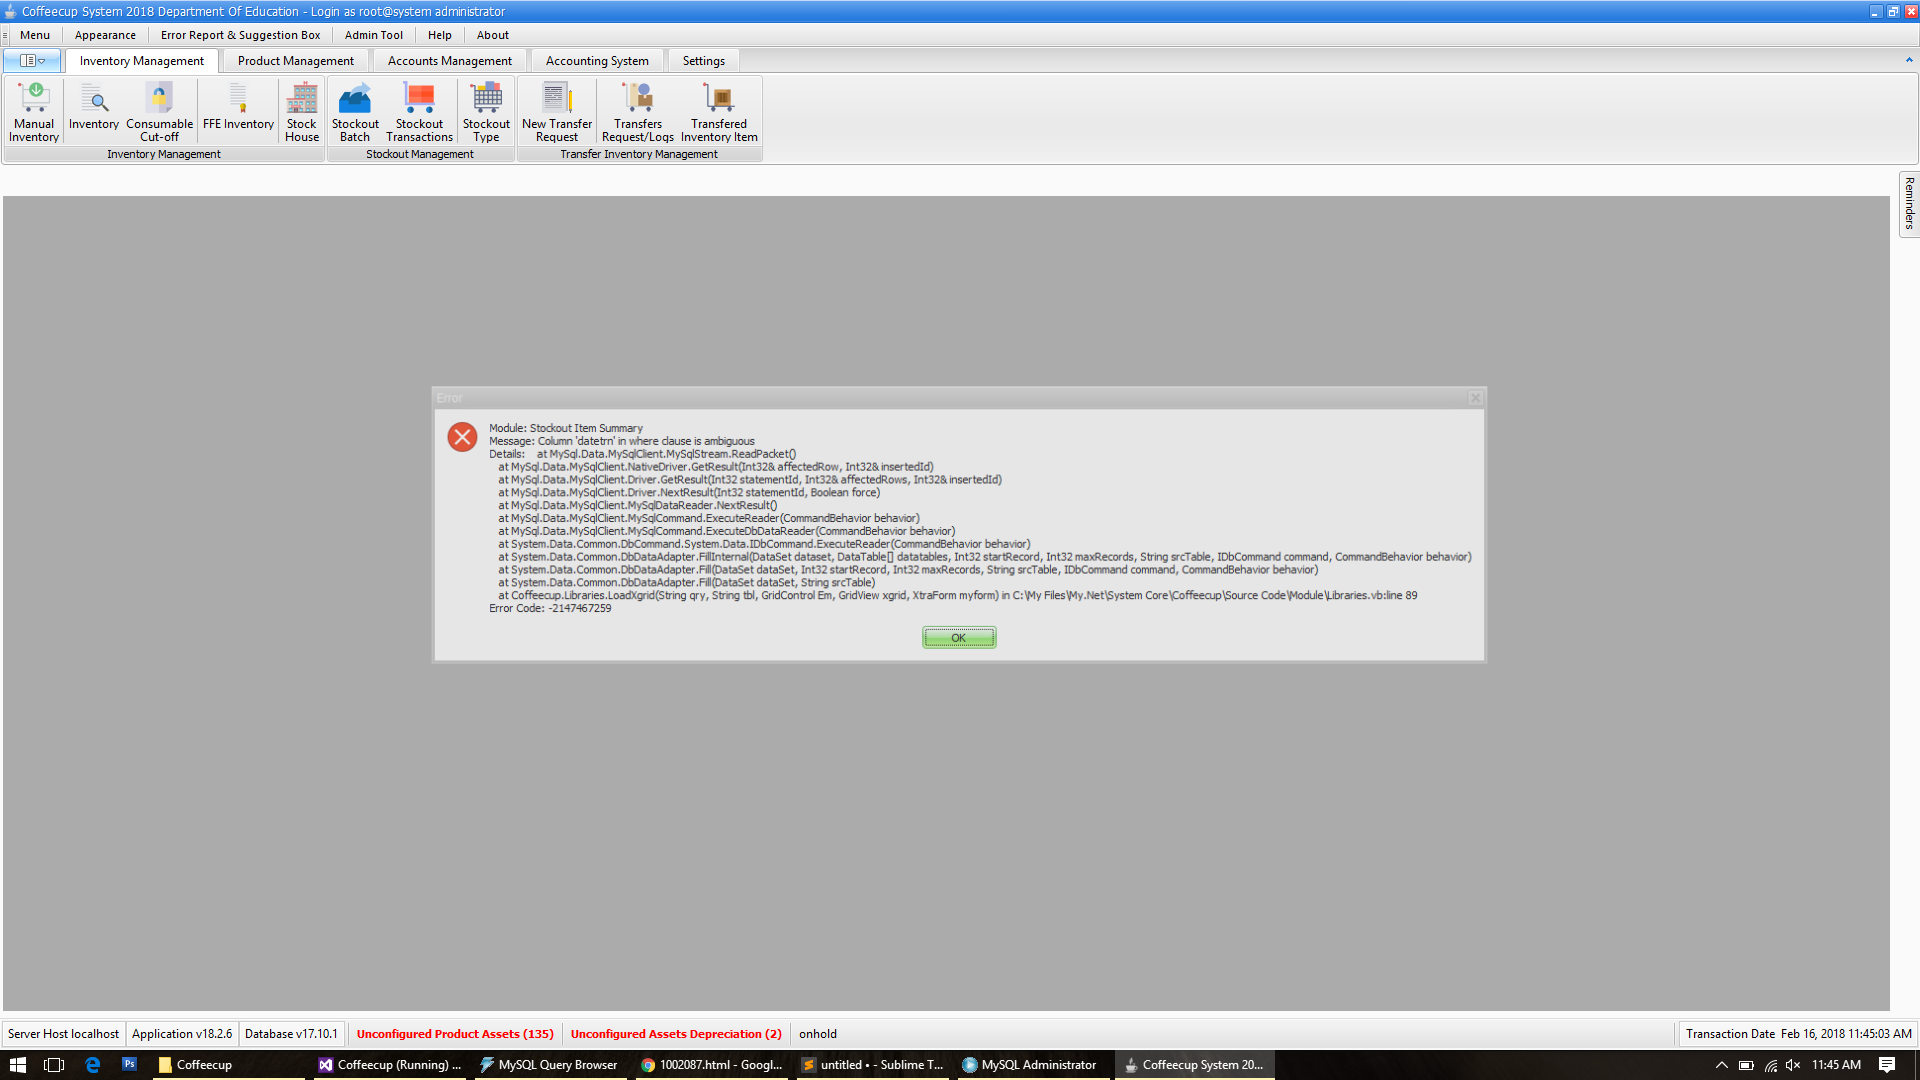 Coffeecup System 2018 Department Of Education - Login as root@system administrator
Menu Appearance Error Report & Suggestion Box Admin Tool Help About
Inventory Management Product Management Accounts Management Accounting System Settings
Manual Inventory
Inventory
Consumable Cut-off
FFE Inventory
Stock House
Stockout Batch
Stockout Transactions
Stockout Type
New Transfer Request
Transfers Request/Logs
Transfered Inventory Item
Inventory Management Stockout Management Transfer Inventory Management
Reminders
Error
Module: Stockout Item Summary
Message: Column 'datetrn' in where clause is ambiguous
Details: at MySql.Data.MySqlClient.MySqlStream.ReadPacket()
at MySql.Data.MySqlClient.NativeDriver.GetResult(Int32& affectedRow, Int32& insertedId)
at MySql.Data.MySqlClient.Driver.GetResult(Int32 statementId, Int32& affectedRows, Int32& insertedId)
at MySql.Data.MySqlClient.Driver.NextResult(Int32 statementId, Boolean force)
at MySql.Data.MySqlClient.MySqlDataReader.NextResult()
at MySql.Data.MySqlClient.MySqlCommand.ExecuteReader(CommandBehavior behavior)
at MySql.Data.MySqlClient.MySqlCommand.ExecuteDbDataReader(CommandBehavior behavior)
at System.Data.Common.DbCommand.System.Data.IDbCommand.ExecuteReader(CommandBehavior behavior)
at System.Data.Common.DbDataAdapter.FillInternal(DataSet dataset, DataTable[] datatables, Int32 startRecord, Int32 maxRecords, String srcTable, IDbCommand command, CommandBehavior behavior)
at System.Data.Common.DbDataAdapter.Fill(DataSet dataSet, Int32 startRecord, Int32 maxRecords, String srcTable, IDbCommand command, CommandBehavior behavior)
at System.Data.Common.DbDataAdapter.Fill(DataSet dataSet, String srcTable)
at Coffeecup.Libraries.LoadXgrid(String qry, String tbl, GridControl Em, GridView xgrid, XtraForm myform) in C:\My Files\My.Net\System Core\Coffeecup\Source Code\Module\Libraries.vb:line 89
Error Code: -2147467259
OK
Server Host localhost Application v18.2.6 Database v17.10.1 Unconfigured Product Assets (135) Unconfigured Assets Depreciation (2) onhold Transaction Date Feb 16, 2018 11:45:03 AM
Ps Coffeecup Coffeecup (Running) ... MySQL Query Browser 1002087.html - Googl... untitled • - Sublime T... MySQL Administrator Coffeecup System 20... 11:45 AM